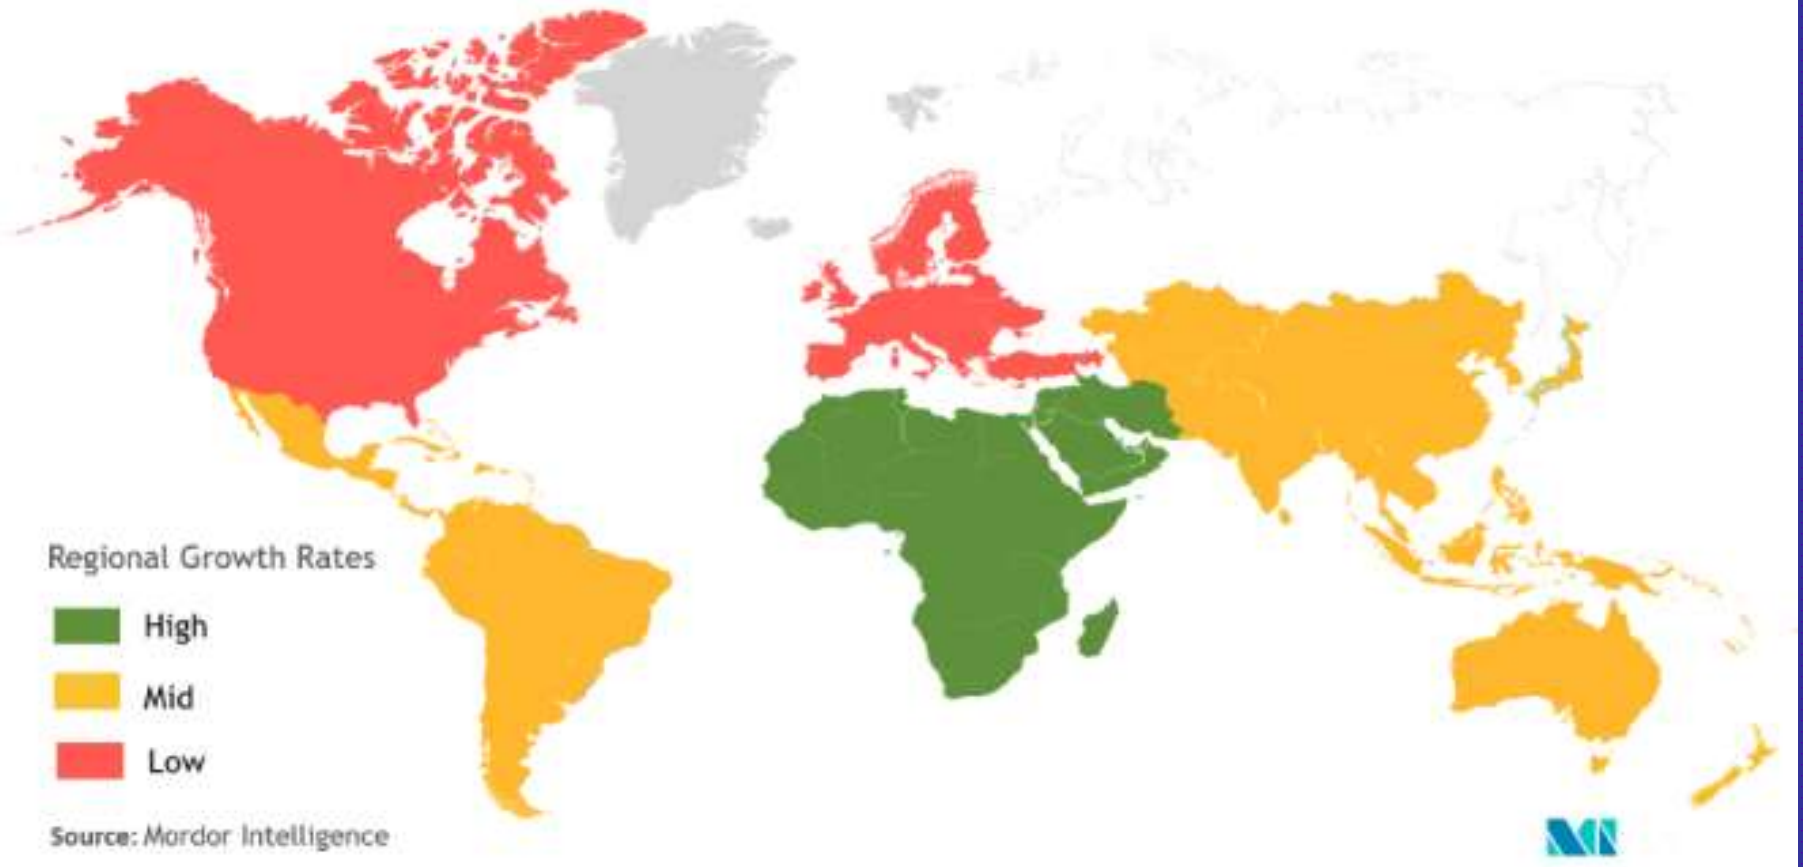 Regional Growth Rates
High
Mid
Low
Source: Mordor Intelligence